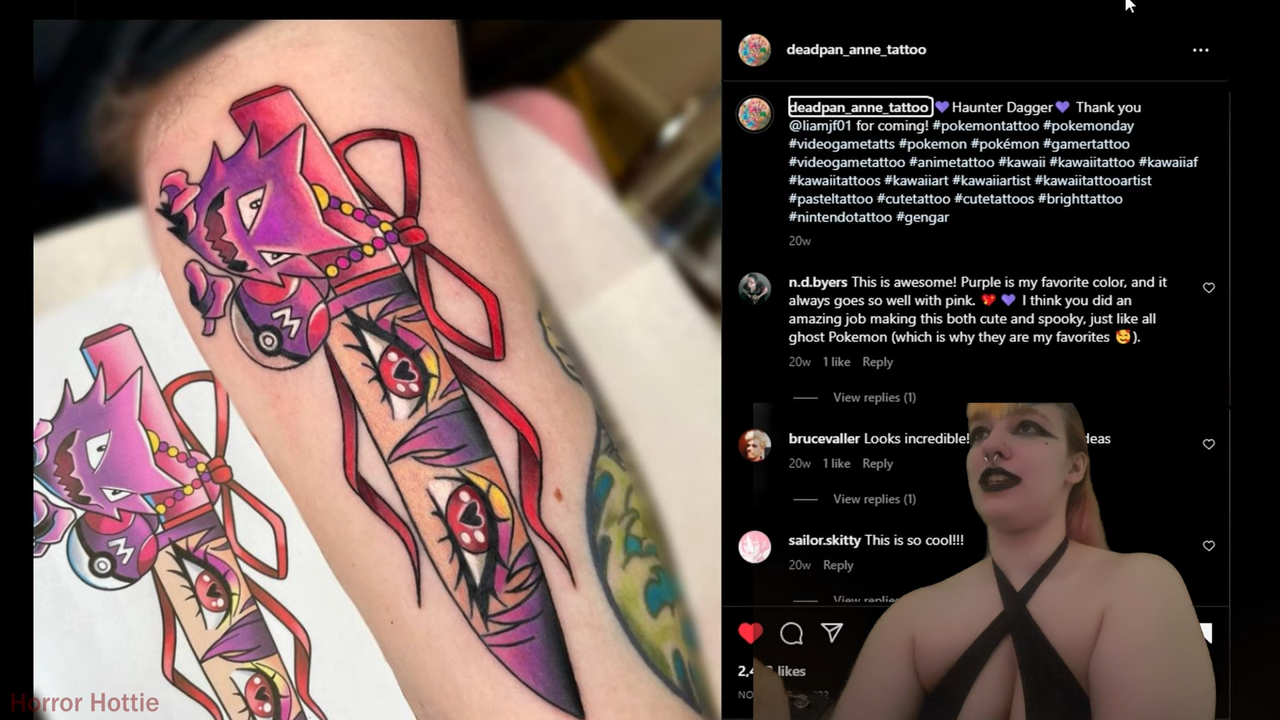 deadpan_anne_tattoo
deadpan_anne_tattoo 💜Haunter Dagger💜 Thank you
@liamjf01 for coming! #pokemontattoo #pokemonday
#videogametatts #pokemon #pokémon #gamertattoo
#videogametattoo #animetattoo #kawaii #kawaiitattoo #kawaiiaf
#kawaiitattoos #kawaiiart #kawaiiartist #kawaiitattooartist
#pasteltattoo #cutetattoo #cutetattoos #brighttattoo
#nintendotattoo #gengar
20w
n.d.byers This is awesome! Purple is my favorite color, and it
always goes so well with pink. 💖 💜 I think you did an
amazing job making this both cute and spooky, just like all
ghost Pokemon (which is why they are my favorites 🥰).
20w 1 like Reply
View replies (1)
brucevaller Looks incredible!
20w 1 like Reply
View replies (1)
sailor.skitty This is so cool!!!
20w Reply
View replies
likes
M
M
Horror Hottie